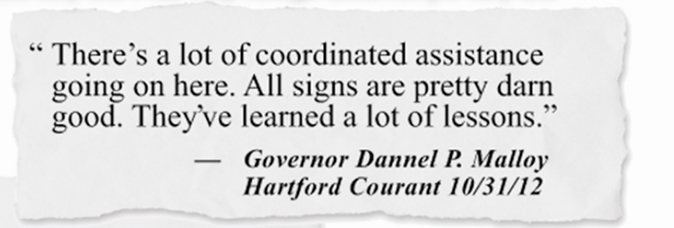 “ There’s a lot of coordinated assistance
going on here. All signs are pretty darn
good. They’ve learned a lot of lessons.”
— Governor Dannel P. Malloy
Hartford Courant 10/31/12